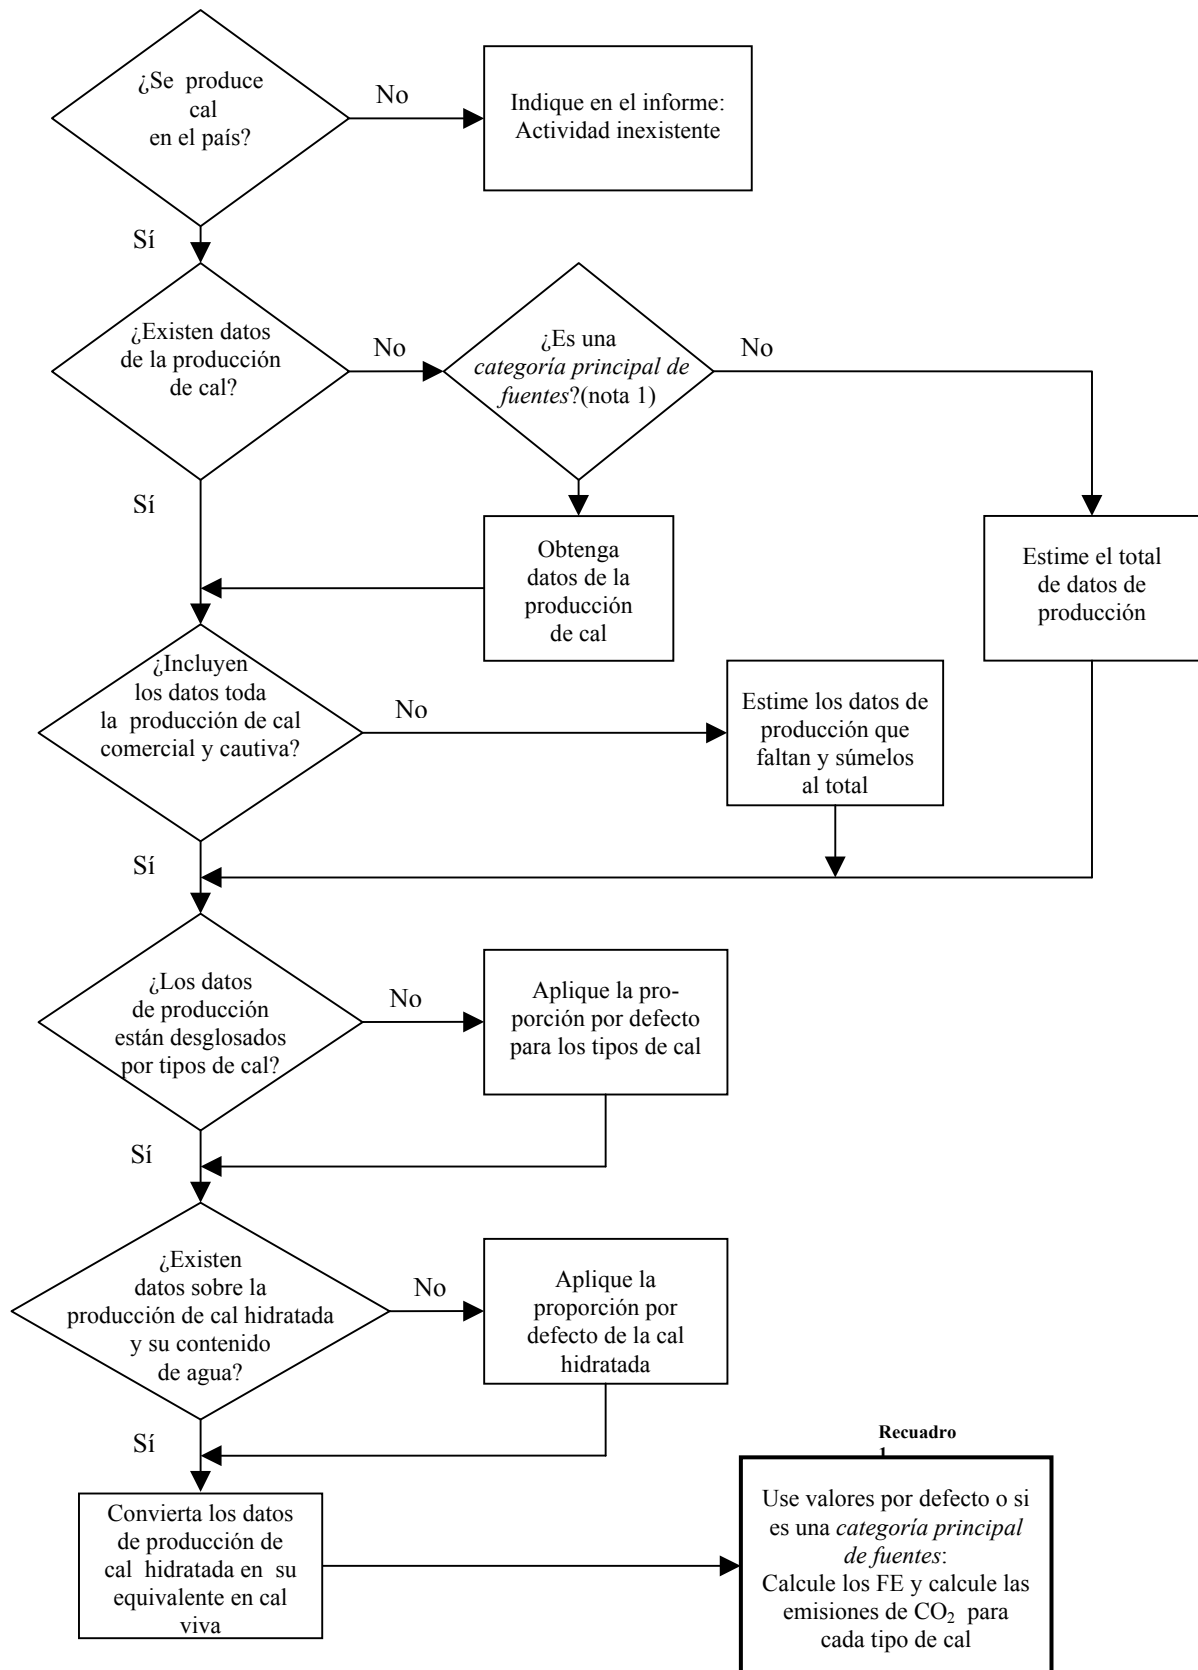 ¿Se produce
cal
en el país?
No
Indique en el informe:
Actividad inexistente
Sí
¿Existen datos
de la producción
de cal?
No
¿Es una
categoría principal de
fuentes?(nota 1)
No
Sí
Obtenga
datos de la
producción
de cal
Estime el total
de datos de
producción
¿Incluyen
los datos toda
la producción de cal
comercial y cautiva?
No
Estime los datos de
producción que
faltan y súmelos
al total
Sí
¿Los datos
de producción
están desglosados
por tipos de cal?
No
Aplique la pro-
porción por defecto
para los tipos de cal
Sí
¿Existen
datos sobre la
producción de cal hidratada
y su contenido
de agua?
No
Aplique la
proporción por
defecto de la cal
hidratada
Sí
Convierta los datos
de producción de
cal hidratada en su
equivalente en cal
viva
Recuadro
1
Use valores por defecto o si
es una categoría principal
de fuentes:
Calcule los FE y calcule las
emisiones de CO₂ para
cada tipo de cal